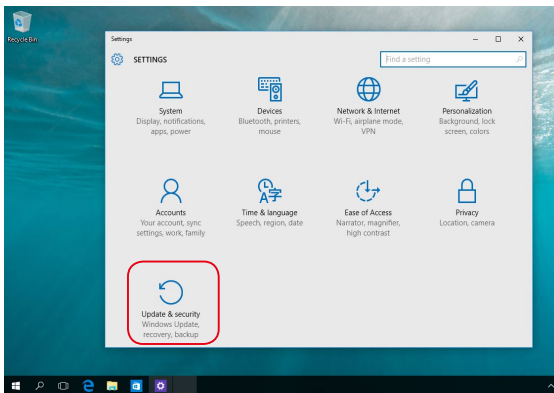 Recycle Bin
Settings
SETTINGS
Find a setting
System
Display, notifications,
apps, power
Devices
Bluetooth, printers,
mouse
Network & Internet
Wi-Fi, airplane mode,
VPN
Personalization
Background, lock
screen, colors
Accounts
Your account, sync
settings, work, family
Time & language
Speech, region, date
Ease of Access
Narrator, magnifier,
high contrast
Privacy
Location, camera
Update & security
Windows Update,
recovery, backup